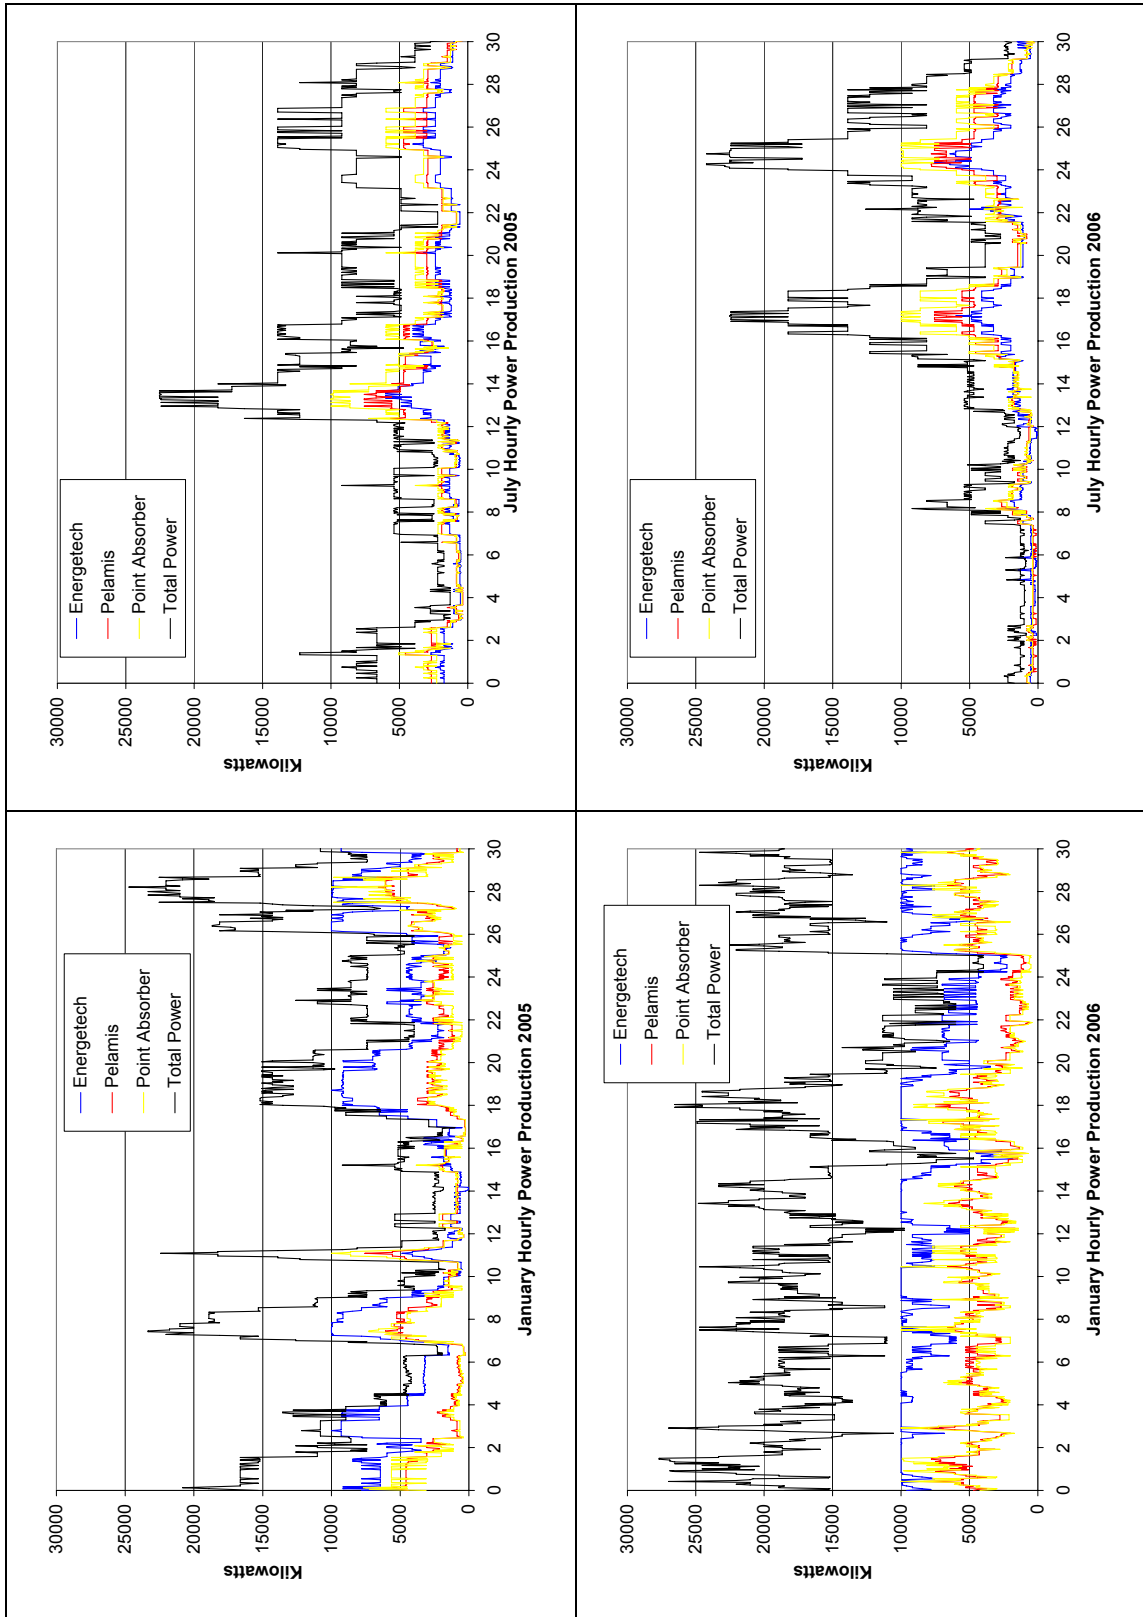 30000
25000
20000
15000
10000
5000
0
Kilowatts
Energetech
Pelamis
Point Absorber
Total Power
0 2 4 6 8 10 12 14 16 18 20 22 24 26 28 30
January Hourly Power Production 2005
30000
25000
20000
15000
10000
5000
0
Kilowatts
Energetech
Pelamis
Point Absorber
Total Power
0 2 4 6 8 10 12 14 16 18 20 22 24 26 28 30
July Hourly Power Production 2005
30000
25000
20000
15000
10000
5000
0
Kilowatts
Energetech
Pelamis
Point Absorber
Total Power
0 2 4 6 8 10 12 14 16 18 20 22 24 26 28 30
January Hourly Power Production 2006
30000
25000
20000
15000
10000
5000
0
Kilowatts
Energetech
Pelamis
Point Absorber
Total Power
0 2 4 6 8 10 12 14 16 18 20 22 24 26 28 30
July Hourly Power Production 2006